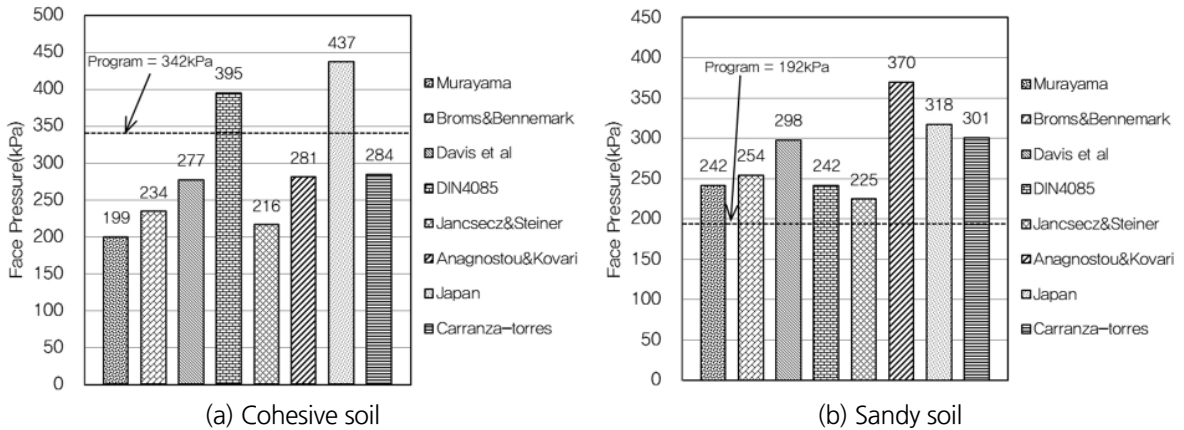 500
450
400
350
300
250
200
150
100
50
0
Face Pressure(kPa)
Program = 342kPa
199
234
277
395
216
281
437
284
Murayama
Broms&Bennemark
Davis et al
DIN4085
Jancsecz&Steiner
Anagnostou&Kovari
Japan
Carranza-torres
(a) Cohesive soil
450
400
350
300
250
200
150
100
50
0
Face Pressure(kPa)
Program = 192kPa
242
254
298
242
225
370
318
301
Murayama
Broms&Bennemark
Davis et al
DIN4085
Jancsecz&Steiner
Anagnostou&Kovari
Japan
Carranza-torres
(b) Sandy soil